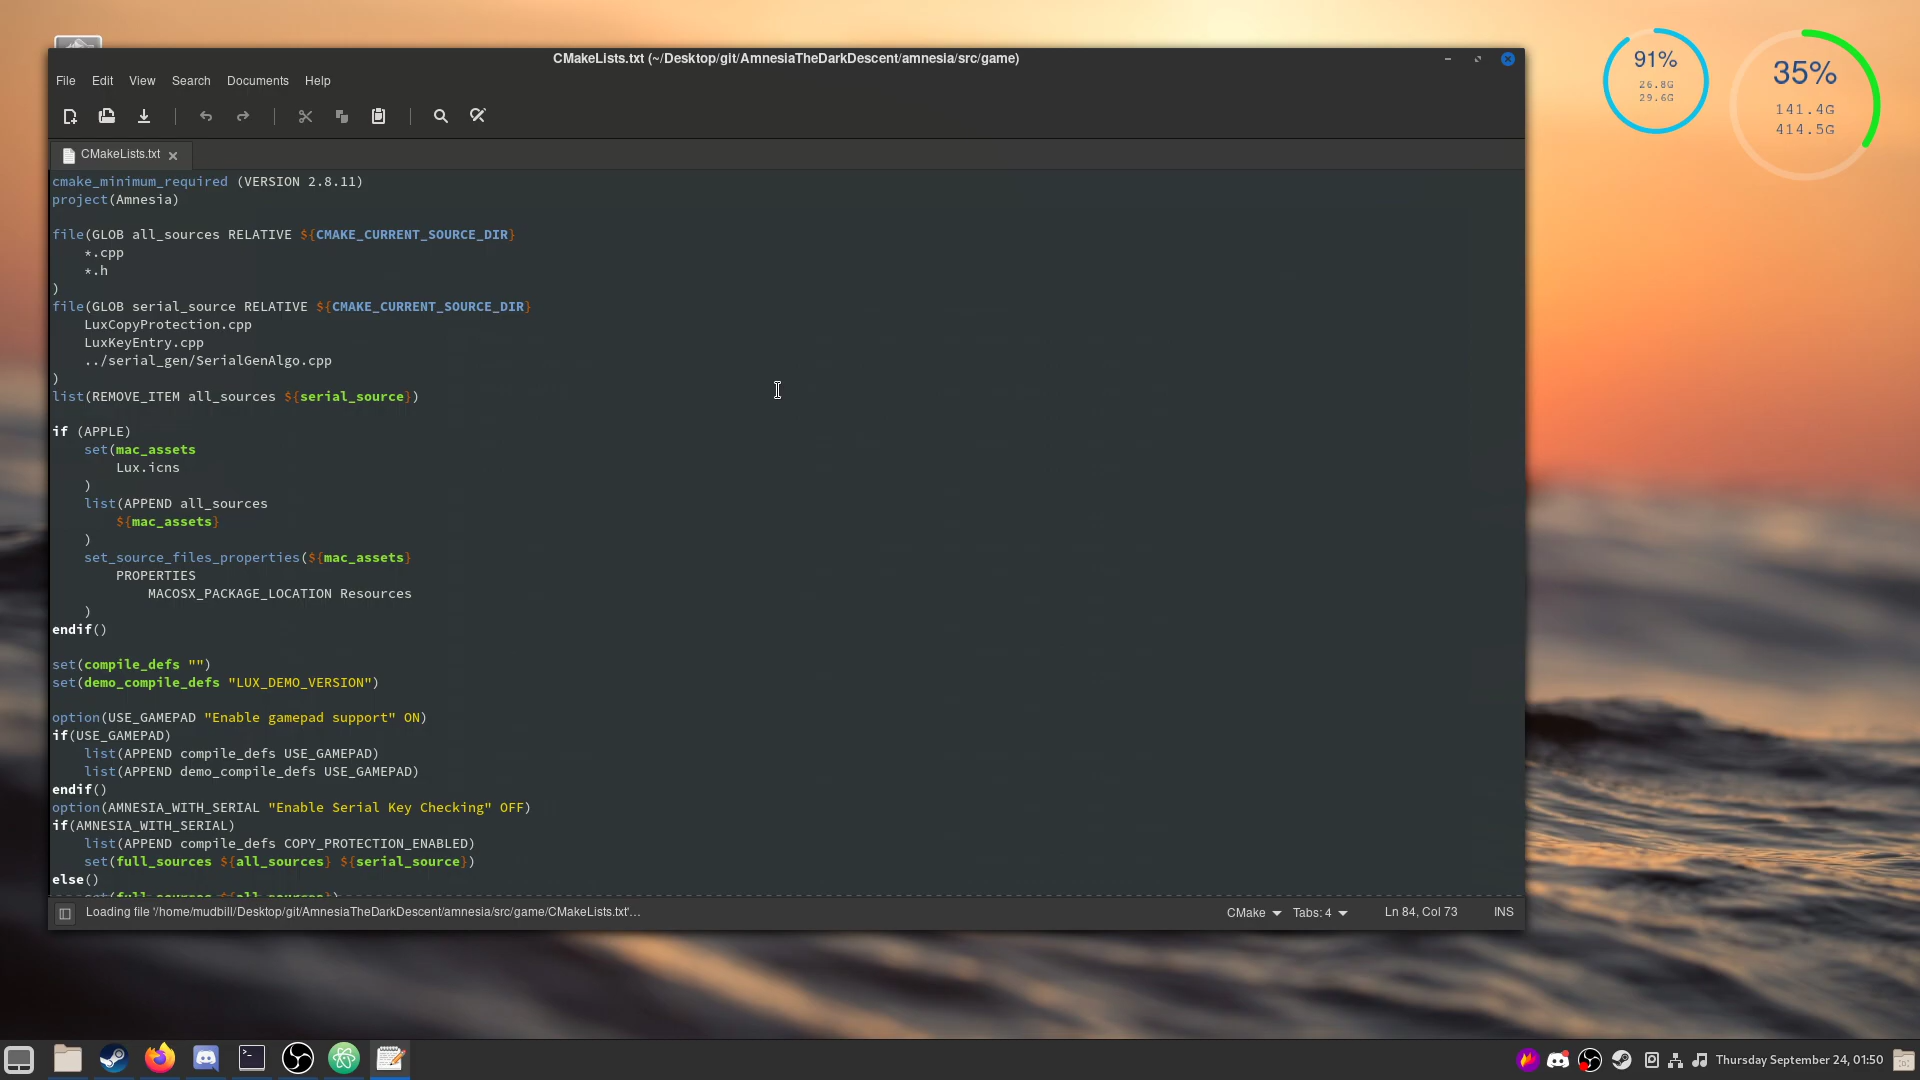 CMakeLists.txt (~/Desktop/git/AmnesiaTheDarkDescent/amnesia/src/game)
File Edit View Search Documents Help
CMakeLists.txt
cmake_minimum_required (VERSION 2.8.11)
project(Amnesia)
file(GLOB all_sources RELATIVE ${CMAKE_CURRENT_SOURCE_DIR}
*.cpp
*.h
)
file(GLOB serial_source RELATIVE ${CMAKE_CURRENT_SOURCE_DIR}
LuxCopyProtection.cpp
LuxKeyEntry.cpp
../serial_gen/SerialGenAlgo.cpp
)
list(REMOVE_ITEM all_sources ${serial_source})
if (APPLE)
set(mac_assets
Lux.icns
)
list(APPEND all_sources
${mac_assets}
)
set_source_files_properties(${mac_assets}
PROPERTIES
MACOSX_PACKAGE_LOCATION Resources
)
endif()
set(compile_defs "")
set(demo_compile_defs "LUX_DEMO_VERSION")
option(USE_GAMEPAD "Enable gamepad support" ON)
if(USE_GAMEPAD)
list(APPEND compile_defs USE_GAMEPAD)
list(APPEND demo_compile_defs USE_GAMEPAD)
endif()
option(AMNESIA_WITH_SERIAL "Enable Serial Key Checking" OFF)
if(AMNESIA_WITH_SERIAL)
list(APPEND compile_defs COPY_PROTECTION_ENABLED)
set(full_sources ${all_sources} ${serial_source})
else()
set(full_sources ${all_sources})
Loading file '/home/mudbill/Desktop/git/AmnesiaTheDarkDescent/amnesia/src/game/CMakeLists.txt'…
CMake Tabs: 4 Ln 84, Col 73 INS
91%
26.8G
29.6G
35%
141.4G
414.5G
Thursday September 24, 01:50